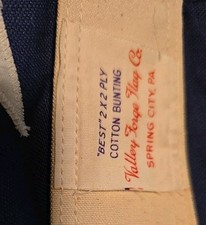 "BEST" 2 X 2 PLY
COTTON BUNTING
Valley Forge Flag Co.
SPRING CITY, PA.